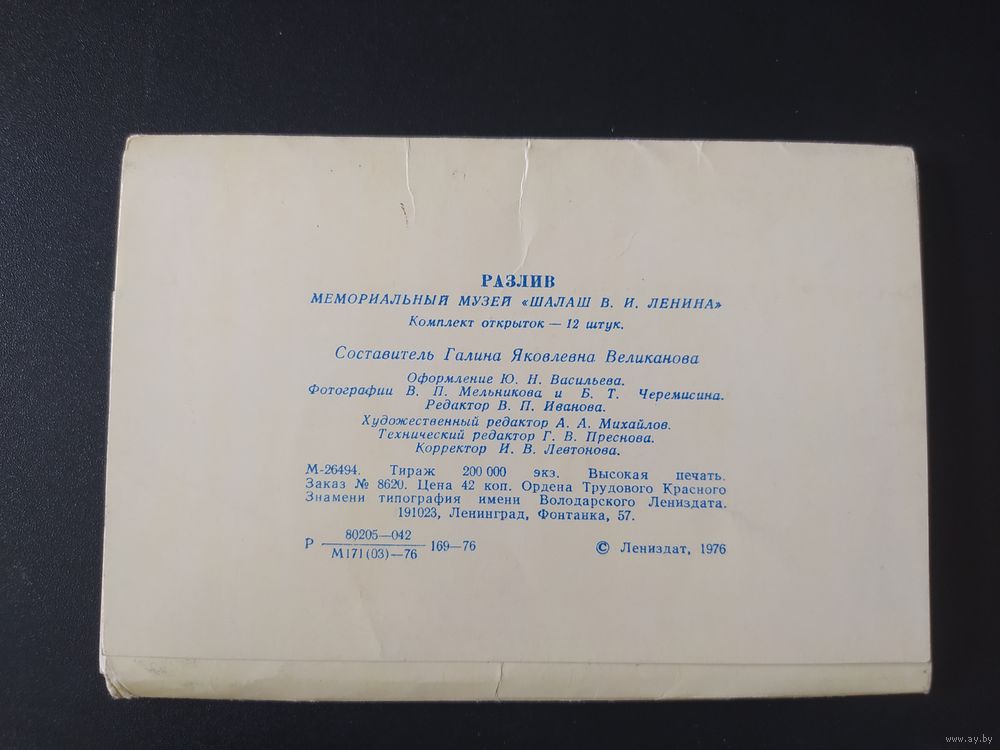 РАЗЛИВ
МЕМОРИАЛЬНЫЙ МУЗЕЙ «ШАЛАШ В. И. ЛЕНИНА»
Комплект открыток — 12 штук.
Составитель Галина Яковлевна Великанова
Оформление Ю. Н. Васильева.
Фотографии В. П. Мельникова и Б. Т. Черемисина.
Редактор В. П. Иванова.
Художественный редактор А. А. Михайлов.
Технический редактор Г. В. Преснова.
Корректор И. В. Левтонова.
М-26494. Тираж 200 000 экз. Высокая печать.
Заказ № 8620. Цена 42 коп. Ордена Трудового Красного
Знамени типография имени Володарского Лениздата.
191023, Ленинград, Фонтанка, 57.
80205—042
Р 169—76 © Лениздат, 1976
М171(03)—76
www.ay.by